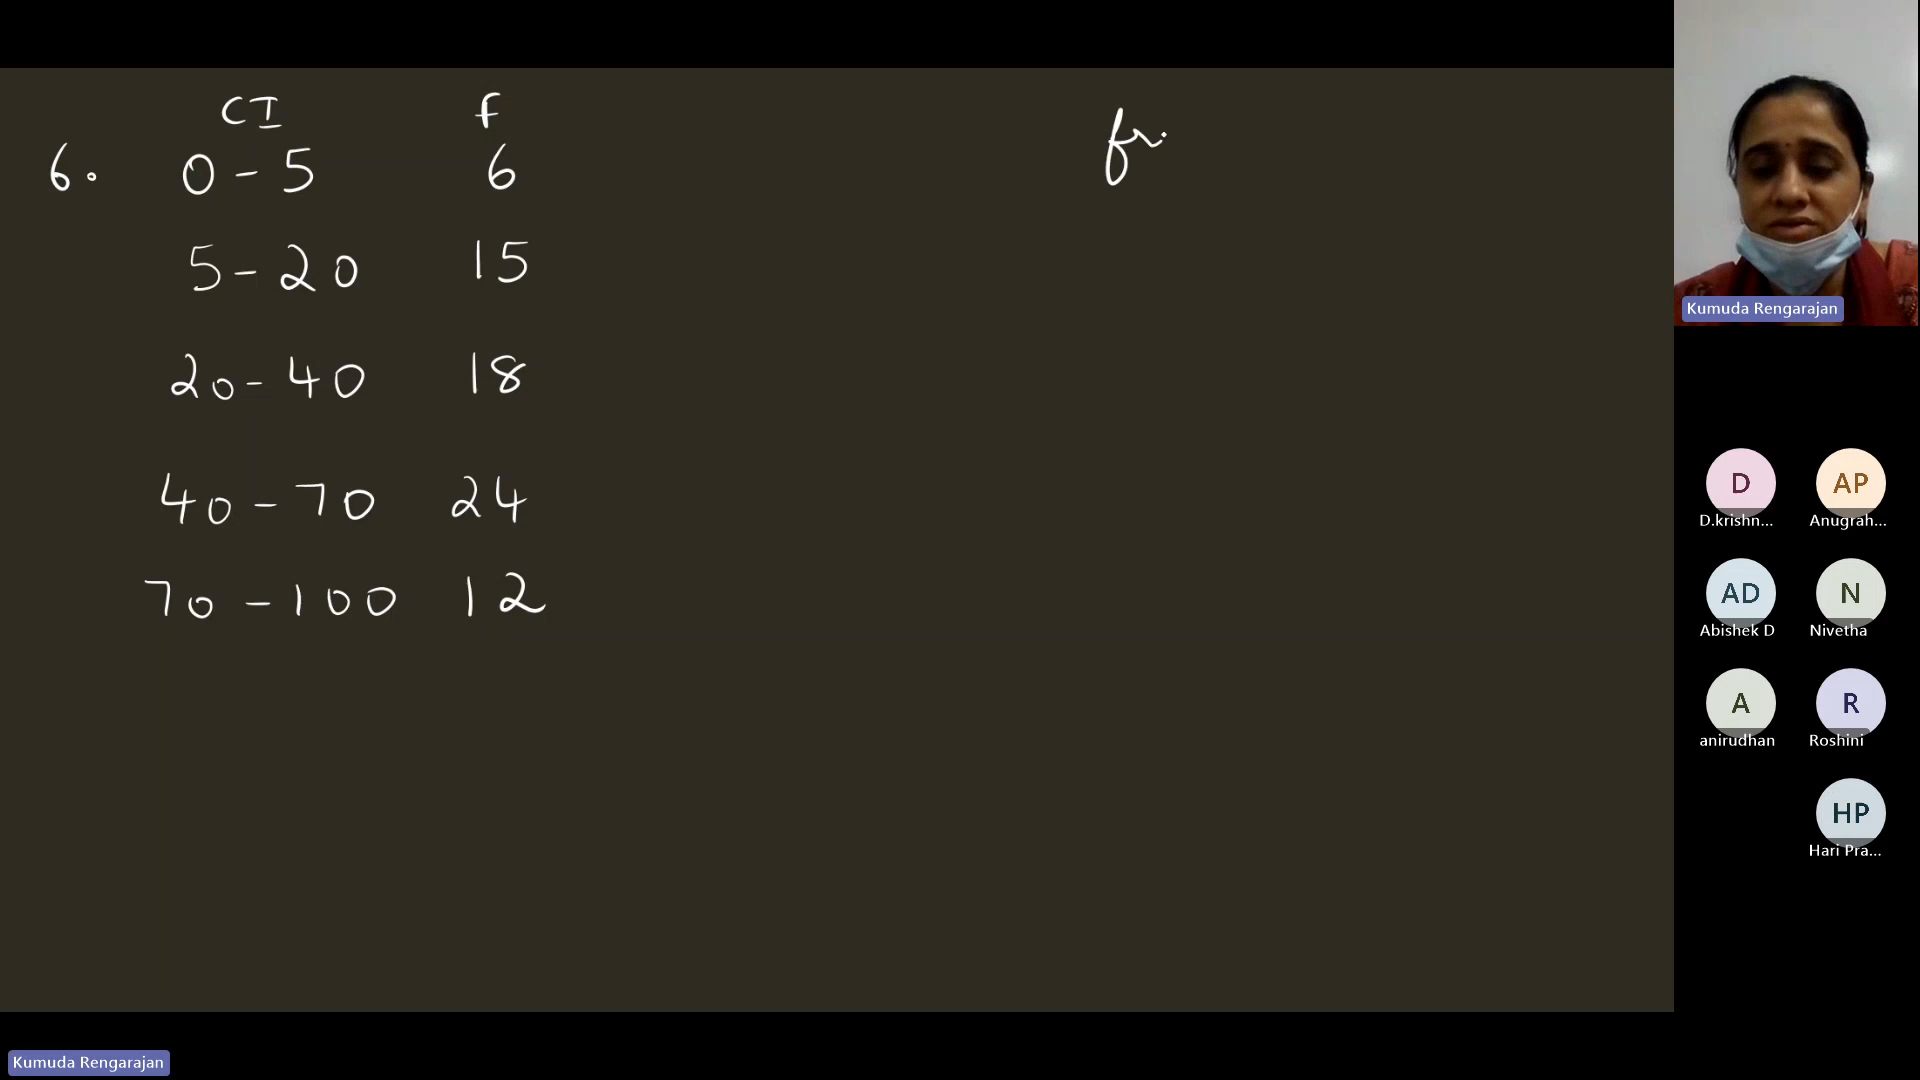 CI F
6. 0 - 5 6
5 - 20 15
20 - 40 18
40 - 70 24
70 - 100 12
fr.
Kumuda Rengarajan
D AP
D.krishn... Anugrah...
AD N
Abishek D Nivetha
A R
anirudhan Roshini
HP
Hari Pra...
Kumuda Rengarajan